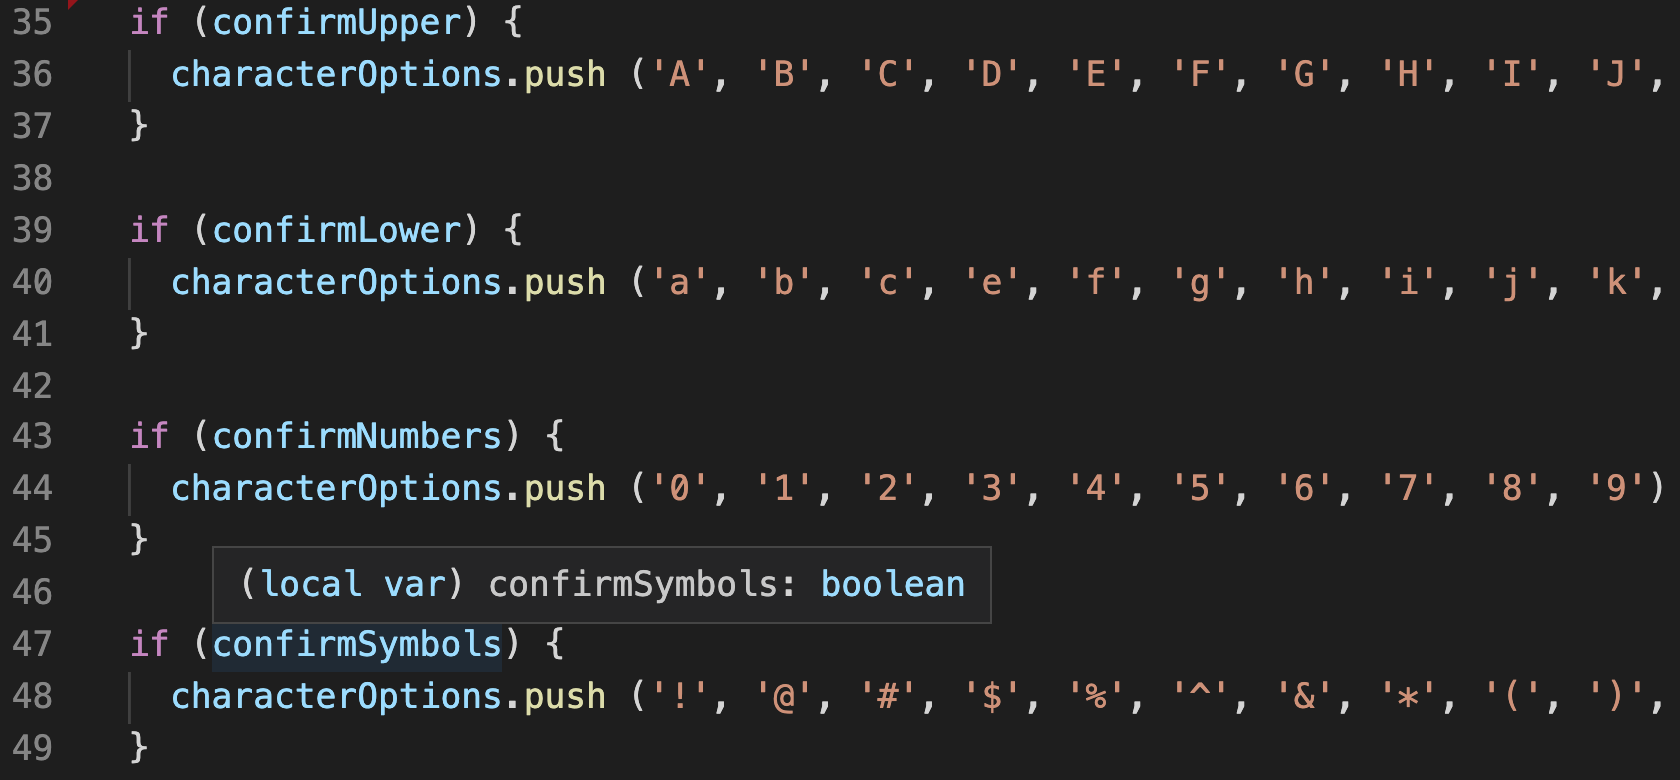 35 if (confirmUpper) {
36 characterOptions.push ('A', 'B', 'C', 'D', 'E', 'F', 'G', 'H', 'I', 'J',
37 }
38
39 if (confirmLower) {
40 characterOptions.push ('a', 'b', 'c', 'e', 'f', 'g', 'h', 'i', 'j', 'k',
41 }
42
43 if (confirmNumbers) {
44 characterOptions.push ('0', '1', '2', '3', '4', '5', '6', '7', '8', '9')
45 }
(local var) confirmSymbols: boolean
46
47 if (confirmSymbols) {
48 characterOptions.push ('!', '@', '#', '$', '%', '^', '&', '*', '(', ')',
49 }